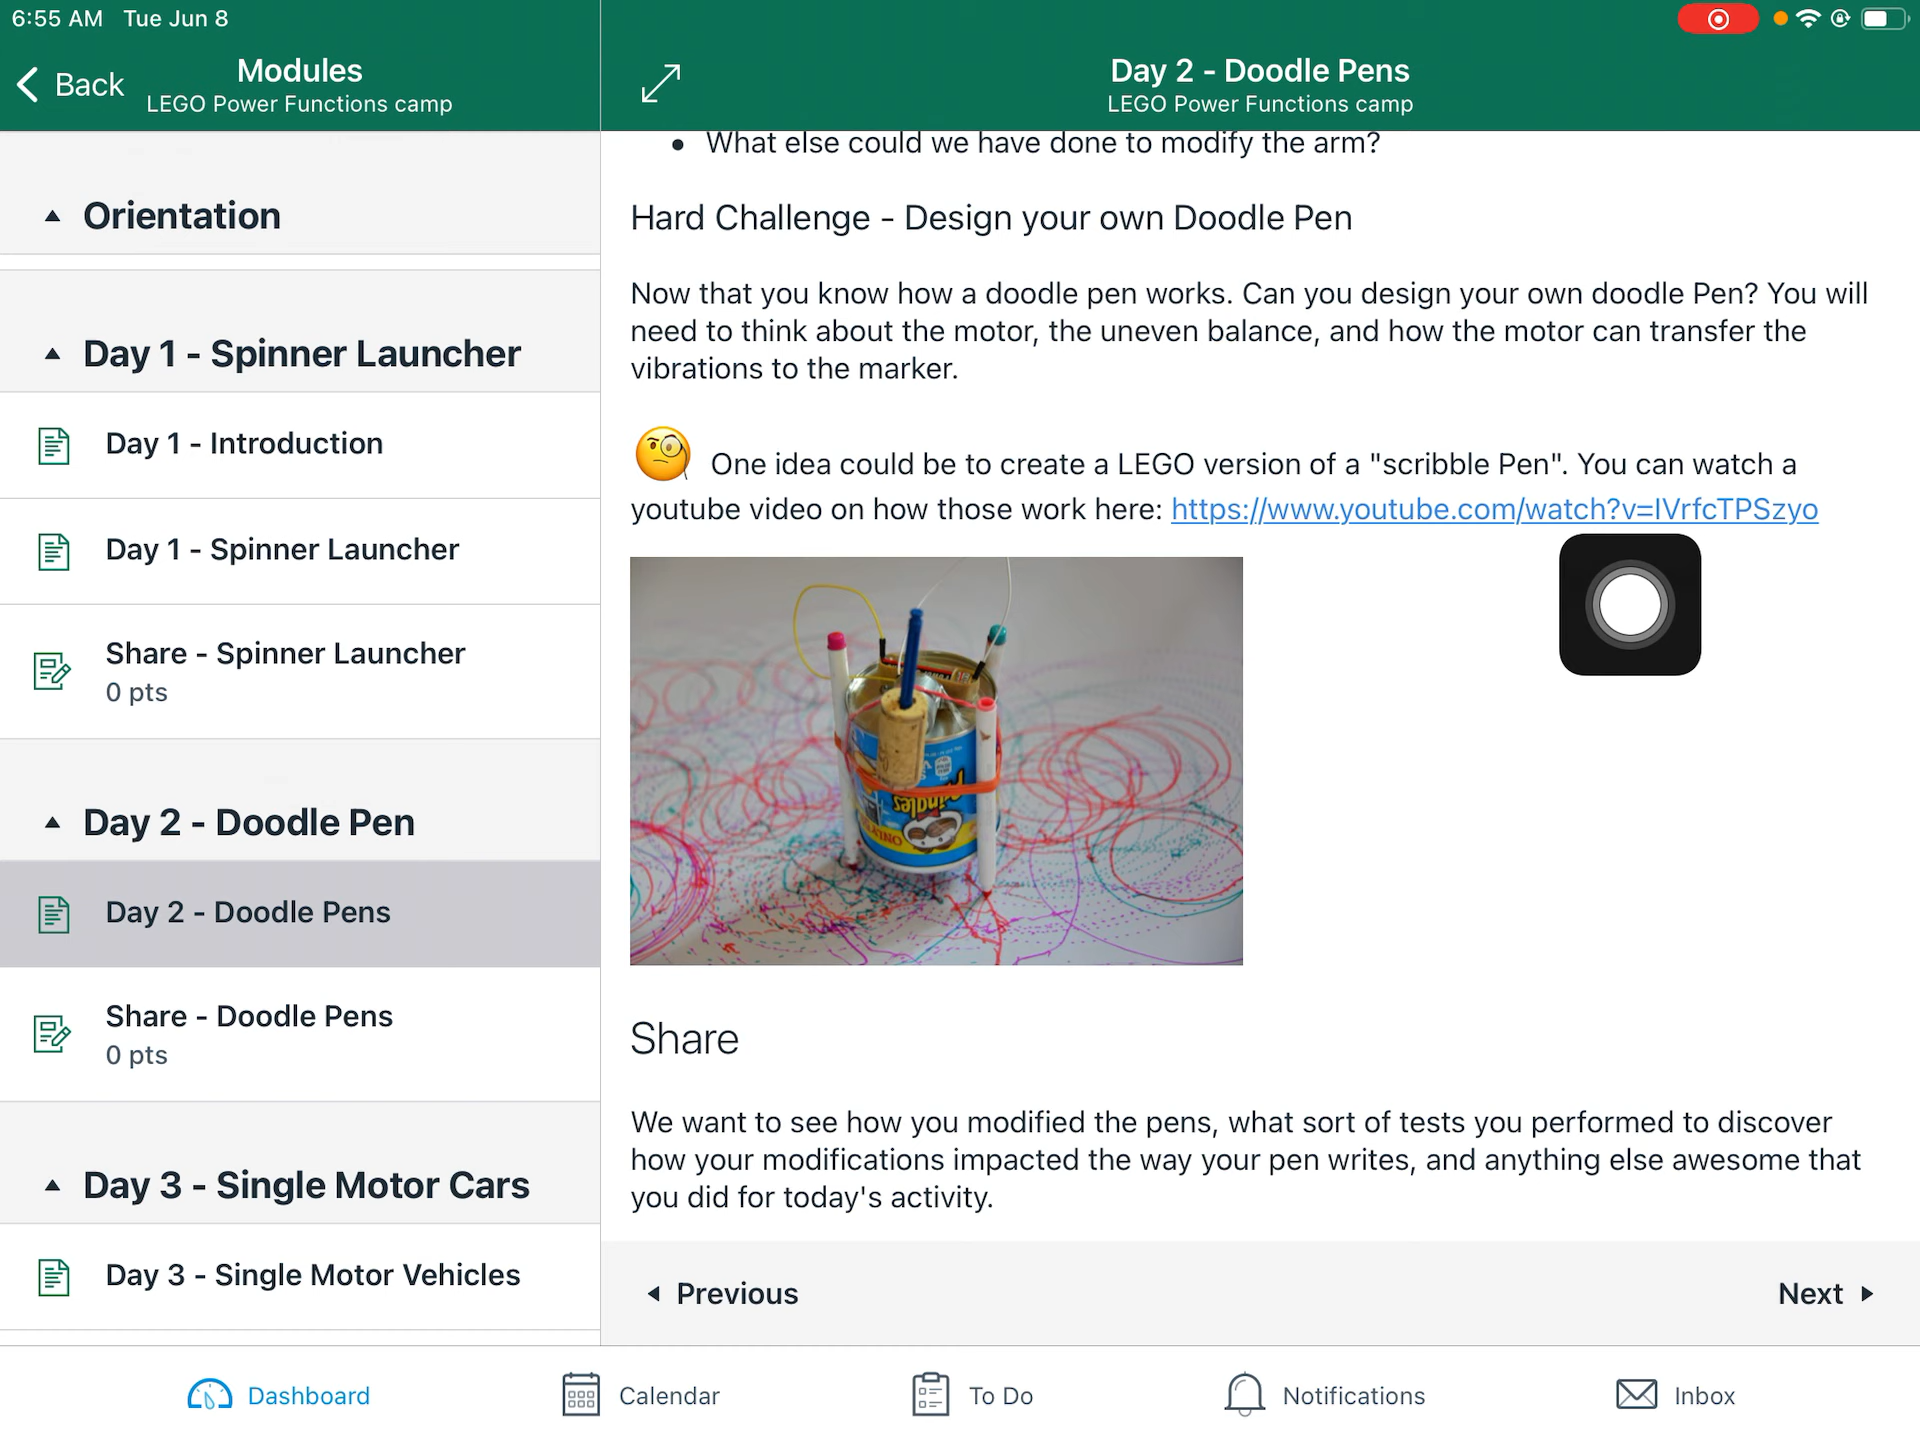 6:55 AM Tue Jun 8
Back
Modules
LEGO Power Functions camp
Day 2 - Doodle Pens
LEGO Power Functions camp
Orientation
Day 1 - Spinner Launcher
Day 1 - Introduction
Day 1 - Spinner Launcher
Share - Spinner Launcher
0 pts
Day 2 - Doodle Pen
Day 2 - Doodle Pens
Share - Doodle Pens
0 pts
Day 3 - Single Motor Cars
Day 3 - Single Motor Vehicles
• What else could we have done to modify the arm?
Hard Challenge - Design your own Doodle Pen
Now that you know how a doodle pen works. Can you design your own doodle Pen? You will
need to think about the motor, the uneven balance, and how the motor can transfer the
vibrations to the marker.
One idea could be to create a LEGO version of a "scribble Pen". You can watch a
youtube video on how those work here: https://www.youtube.com/watch?v=IVrfcTPSzyo
Pringles
Share
We want to see how you modified the pens, what sort of tests you performed to discover
how your modifications impacted the way your pen writes, and anything else awesome that
you did for today's activity.
Previous
Next
Dashboard
Calendar
To Do
Notifications
Inbox